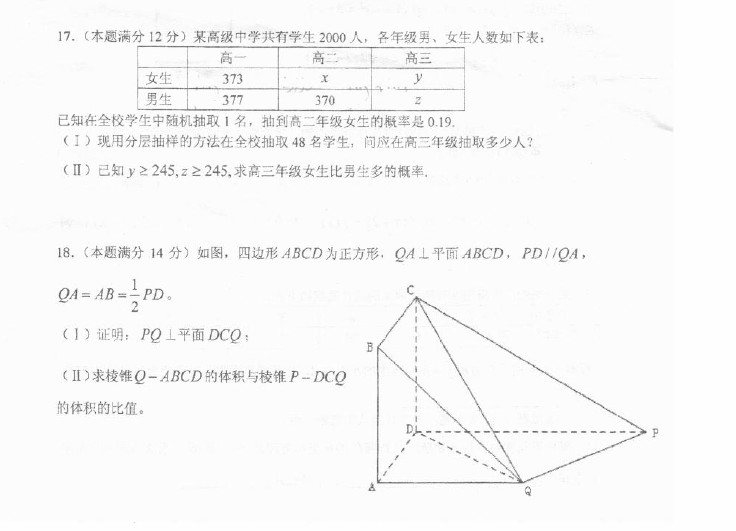 17.（本题满分 12 分）某高级中学共有学生 2000 人，各年级男、女生人数如下表：
高一 高二 高三
女生 373 x y
男生 377 370 z
已知在全校学生中随机抽取 1 名，抽到高二年级女生的概率是 0.19.
（Ⅰ）现用分层抽样的方法在全校抽取 48 名学生，问应在高三年级抽取多少人？
（Ⅱ）已知 y ≥ 245, z ≥ 245, 求高三年级女生比男生多的概率.
18.（本题满分 14 分）如图，四边形 ABCD 为正方形，QA⊥平面 ABCD，PD//QA，
QA = AB = 1/2 PD。
（Ⅰ）证明：PQ⊥平面 DCQ；
（Ⅱ）求棱锥 Q－ABCD 的体积与棱锥 P－DCQ
的体积的比值。
C
B
D
P
A
Q